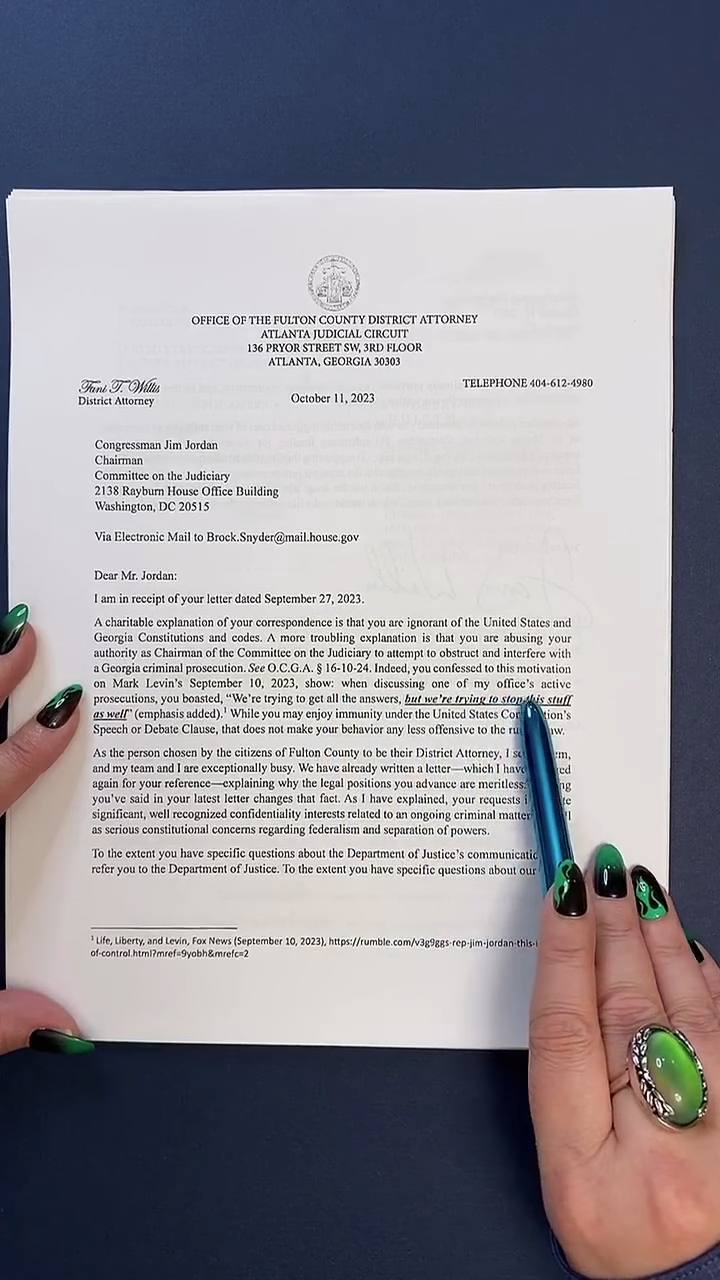 OFFICE OF THE FULTON COUNTY DISTRICT ATTORNEY
ATLANTA JUDICIAL CIRCUIT
136 PRYOR STREET SW, 3RD FLOOR
ATLANTA, GEORGIA 30303
Fani T. Willis
District Attorney
October 11, 2023
TELEPHONE 404-612-4980
Congressman Jim Jordan
Chairman
Committee on the Judiciary
2138 Rayburn House Office Building
Washington, DC 20515
Via Electronic Mail to Brock.Snyder@mail.house.gov
Dear Mr. Jordan:
I am in receipt of your letter dated September 27, 2023.
A charitable explanation of your correspondence is that you are ignorant of the United States and
Georgia Constitutions and codes. A more troubling explanation is that you are abusing your
authority as Chairman of the Committee on the Judiciary to attempt to obstruct and interfere with
a Georgia criminal prosecution. See O.C.G.A. § 16-10-24. Indeed, you confessed to this motivation
on Mark Levin's September 10, 2023, show: when discussing one of my office's active
prosecutions, you boasted, "We're trying to get all the answers, but we're trying to stop this stuff
as well" (emphasis added).¹ While you may enjoy immunity under the United States
Speech or Debate Clause, that does not make your behavior any less offensive to the
As the person chosen by the citizens of Fulton County to be their District Attorney, I
and my team and I are exceptionally busy. We have already written a letter—which I have
again for your reference—explaining why the legal positions you advance are meritless.
you've said in your latest letter changes that fact. As I have explained, your requests
significant, well recognized confidentiality interests related to an ongoing criminal matter
as serious constitutional concerns regarding federalism and separation of powers.
To the extent you have specific questions about the Department of Justice's
refer you to the Department of Justice. To the extent you have specific questions about our
¹ Life, Liberty, and Levin, Fox News (September 10, 2023), https://rumble.com/v3g9ggs-rep-jim-jordan-this-i
of-control.html?mref=9yobh&mrefc=2